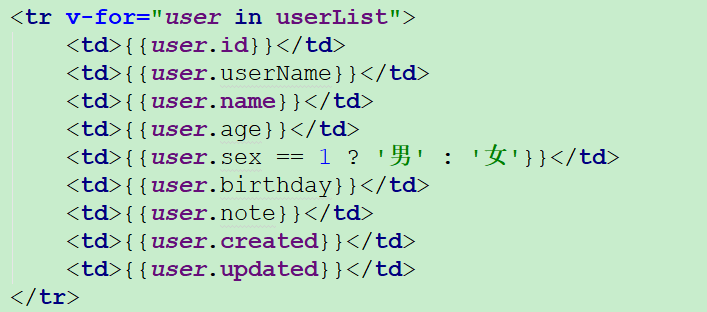 <tr v-for="user in userList">
    <td>{{user.id}}</td>
    <td>{{user.userName}}</td>
    <td>{{user.name}}</td>
    <td>{{user.age}}</td>
    <td>{{user.sex == 1 ? '男' : '女'}}</td>
    <td>{{user.birthday}}</td>
    <td>{{user.note}}</td>
    <td>{{user.created}}</td>
    <td>{{user.updated}}</td>
</tr>